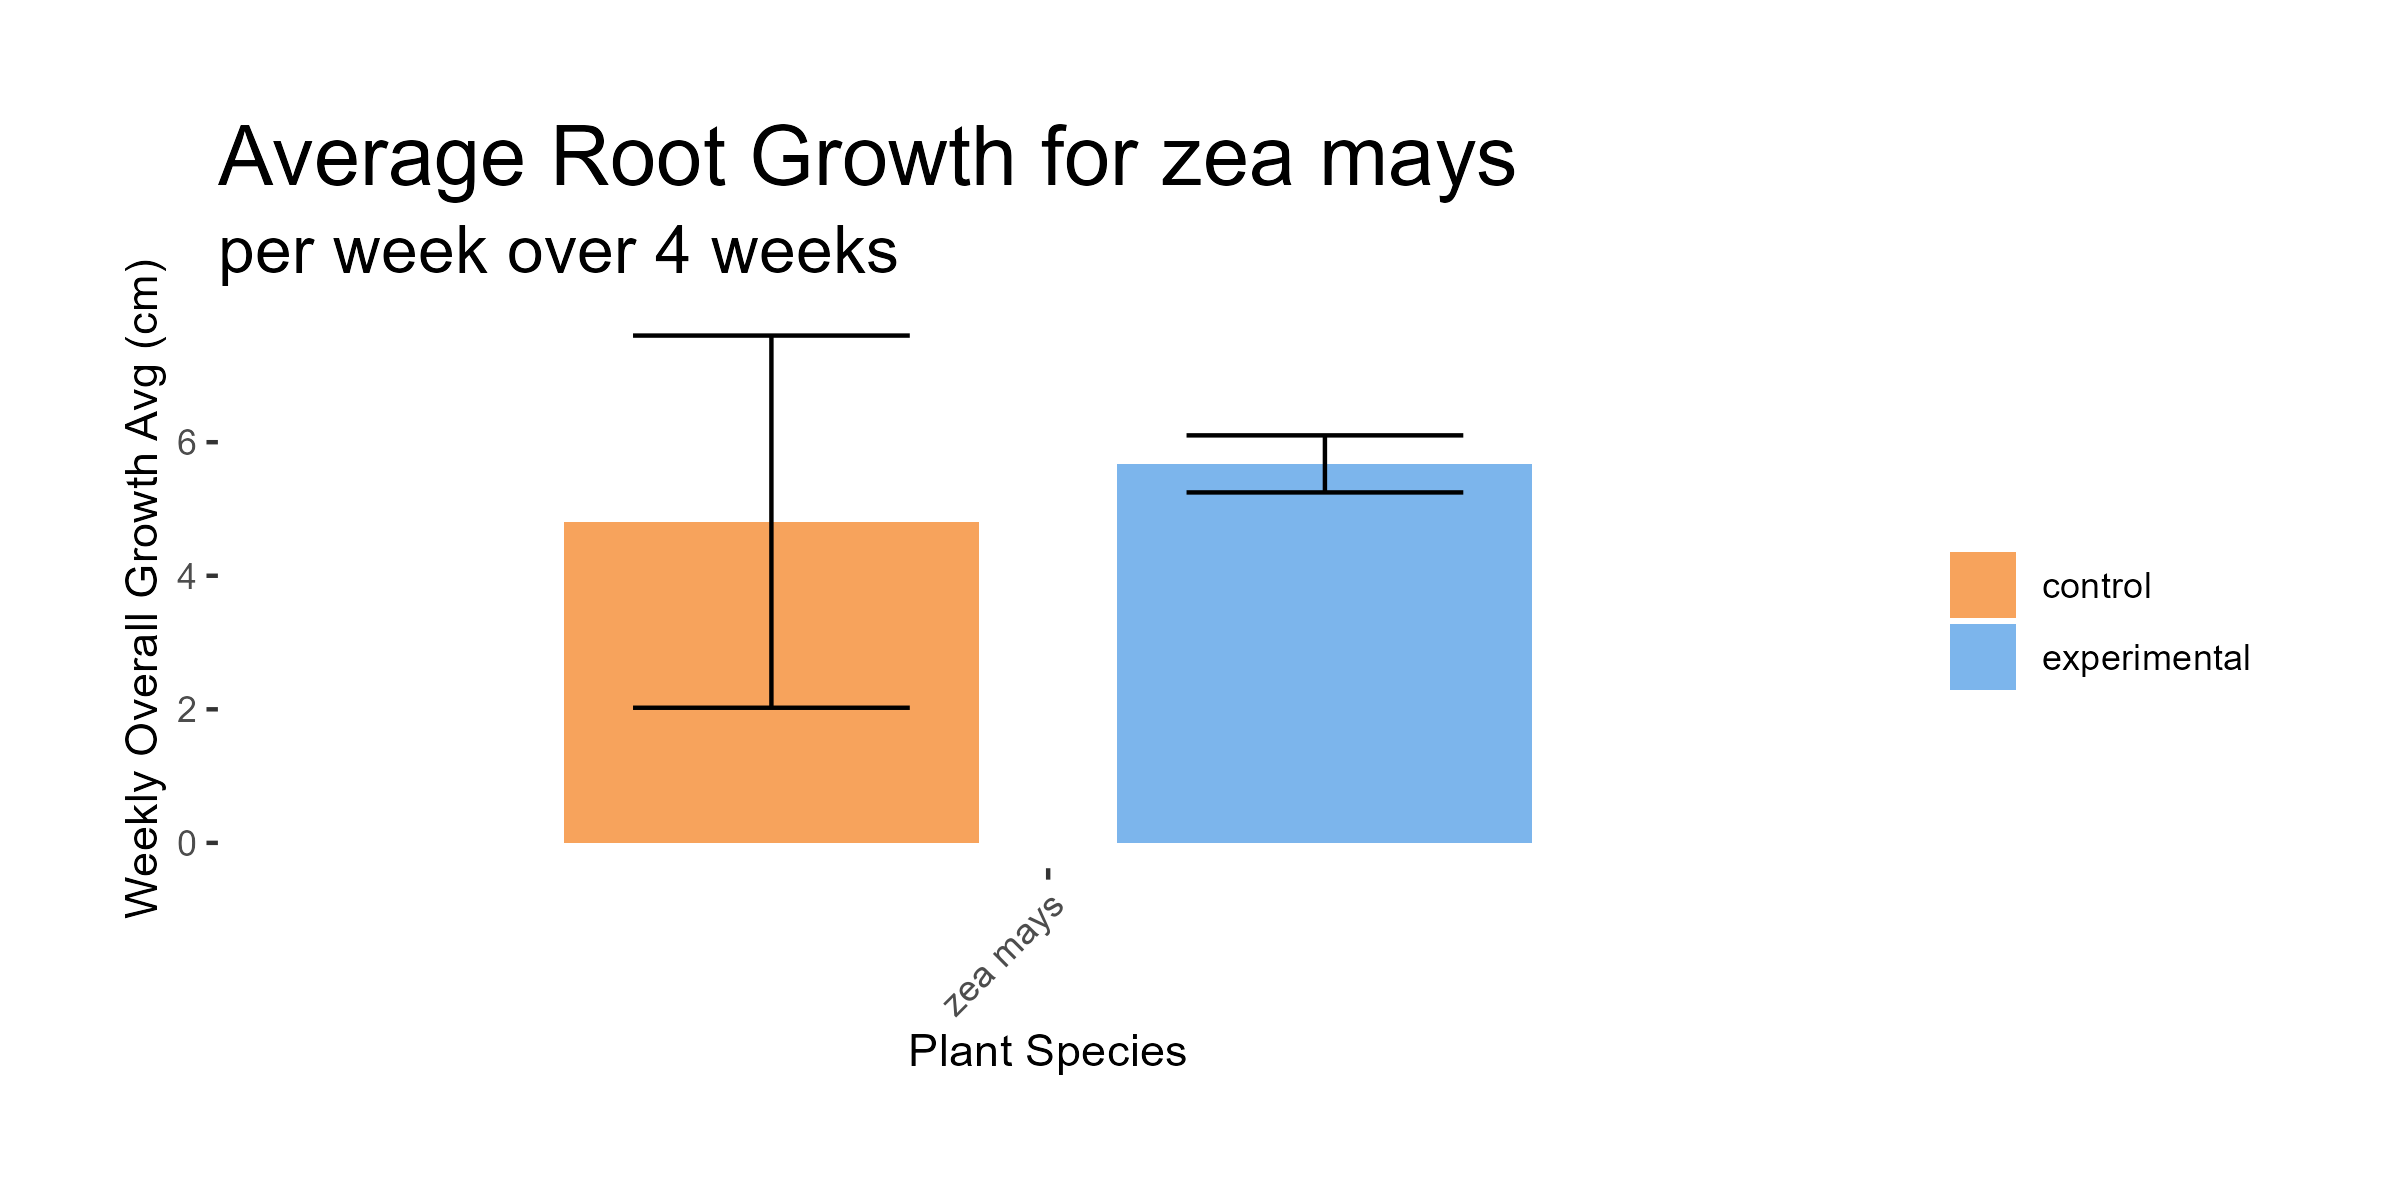 Average Root Growth for zea mays
per week over 4 weeks
Weekly Overall Growth Avg (cm)
6
4
2
0
zea mays
Plant Species
control
experimental